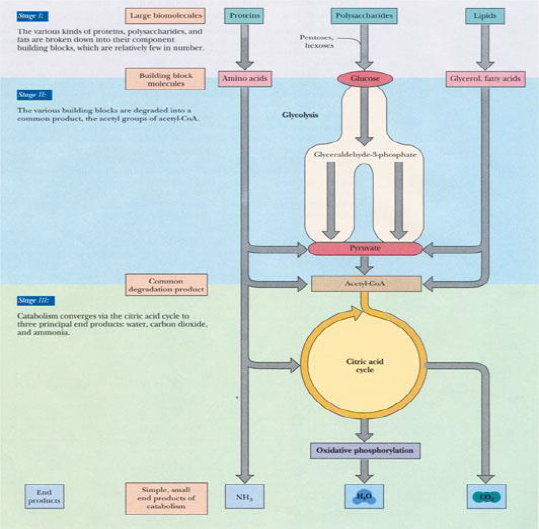 Stage I:
Large biomolecules
Proteins
Polysaccharides
Lipids
The various kinds of proteins, polysaccharides, and
fats are broken down into their component
building blocks, which are relatively few in number.
Pentoses,
hexoses
Building block
molecules
Amino acids
Glucose
Glycerol, fatty acids
Stage II:
The various building blocks are degraded into a
common product, the acetyl groups of acetyl-CoA.
Glycolysis
Glyceraldehyde-3-phosphate
Pyruvate
Common
degradation product
Acetyl-CoA
Stage III:
Catabolism converges via the citric acid cycle to
three principal end products: water, carbon dioxide,
and ammonia.
Citric acid
cycle
Oxidative phosphorylation
End
products
Simple, small
end products of
catabolism
NH₃
H₂O
CO₂